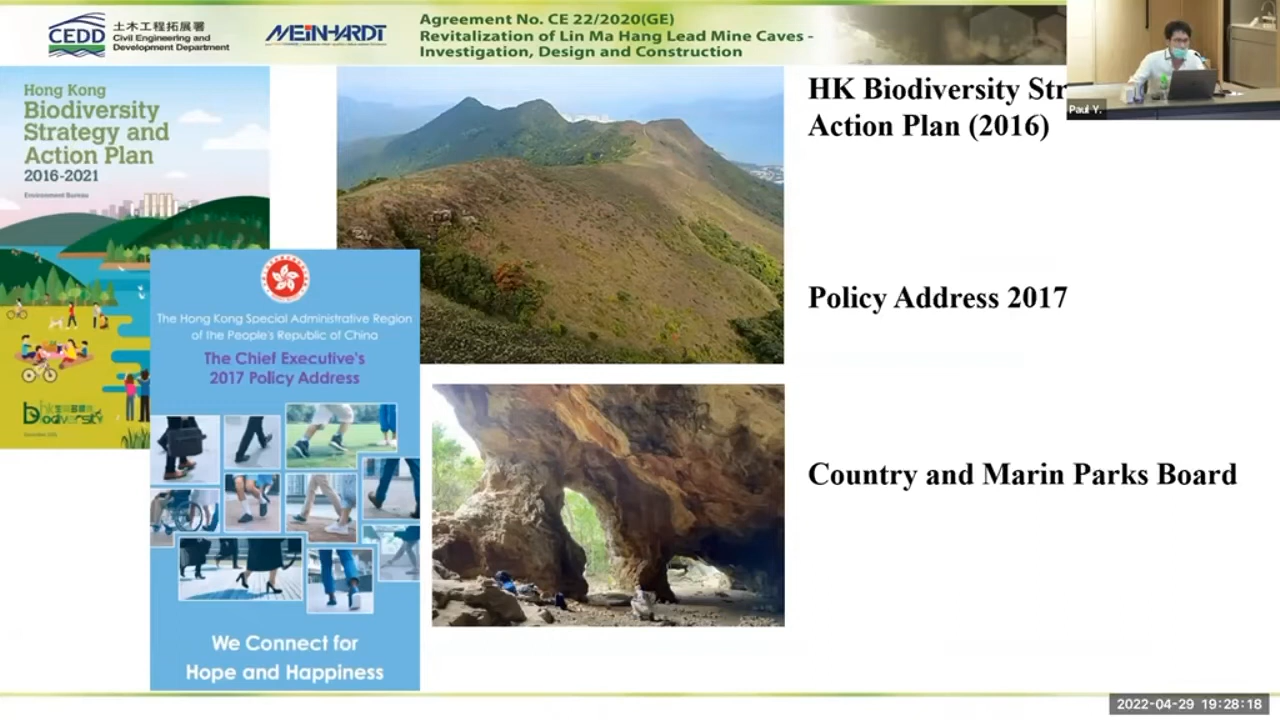 CEDD
土木工程拓展署
Civil Engineering and
Development Department
MEINHARDT
Agreement No. CE 22/2020(GE)
Revitalization of Lin Ma Hang Lead Mine Caves -
Investigation, Design and Construction
Paul Y.
Hong Kong
Biodiversity
Strategy and
Action Plan
2016-2021
Environment Bureau
Biodiversity
The Hong Kong Special Administrative Region
of the People's Republic of China
The Chief Executive's
2017 Policy Address
We Connect for
Hope and Happiness
HK Biodiversity Str
Action Plan (2016)
Policy Address 2017
Country and Marin Parks Board
2022-04-29 19:28:18